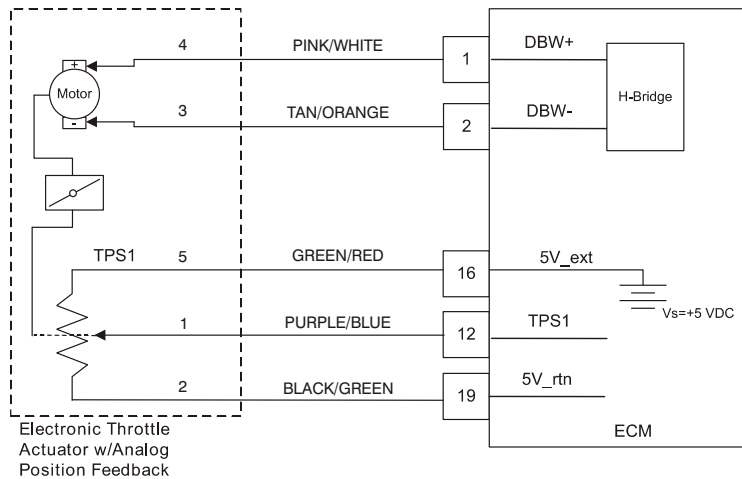 4 PINK/WHITE 1 DBW+
+
Motor
-
H-Bridge
3 TAN/ORANGE 2 DBW-
TPS1 5 GREEN/RED 16 5V_ext
Vs=+5 VDC
1 PURPLE/BLUE 12 TPS1
2 BLACK/GREEN 19 5V_rtn
ECM
Electronic Throttle
Actuator w/Analog
Position Feedback